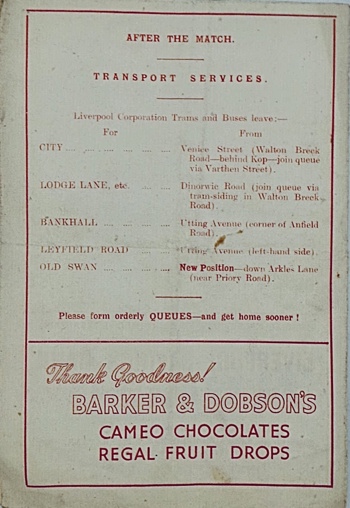 AFTER THE MATCH.
TRANSPORT SERVICES.
Liverpool Corporation Trams and Buses leave:—
For From
CITY ... ... ... ... ... Venice Street (Walton Breck
Road—behind Kop—join queue
via Varthen Street).
LODGE LANE, etc. ... ... Dinorwic Road (join queue via
tram-siding in Walton Breck
Road).
BANKHALL ... ... ... Utting Avenue (corner of Anfield
Road).
LEYFIELD ROAD ... ... Utting Avenue (left-hand side).
OLD SWAN ... ... ... ... New Position—down Arkles Lane
(near Priory Road).
Please form orderly QUEUES—and get home sooner !
Thank Goodness!
BARKER & DOBSON'S
CAMEO CHOCOLATES
REGAL FRUIT DROPS